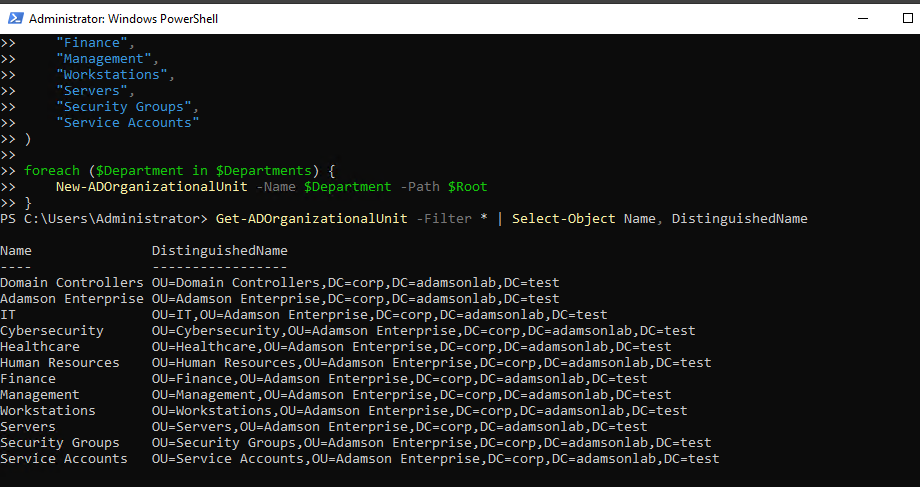 Administrator: Windows PowerShell
>>     "Finance",
>>     "Management",
>>     "Workstations",
>>     "Servers",
>>     "Security Groups",
>>     "Service Accounts"
>> )
>>
>> foreach ($Department in $Departments) {
>>     New-ADOrganizationalUnit -Name $Department -Path $Root
>> }
PS C:\Users\Administrator> Get-ADOrganizationalUnit -Filter * | Select-Object Name, DistinguishedName
Name               DistinguishedName
----               -----------------
Domain Controllers OU=Domain Controllers,DC=corp,DC=adamsonlab,DC=test
Adamson Enterprise OU=Adamson Enterprise,DC=corp,DC=adamsonlab,DC=test
IT                 OU=IT,OU=Adamson Enterprise,DC=corp,DC=adamsonlab,DC=test
Cybersecurity      OU=Cybersecurity,OU=Adamson Enterprise,DC=corp,DC=adamsonlab,DC=test
Healthcare         OU=Healthcare,OU=Adamson Enterprise,DC=corp,DC=adamsonlab,DC=test
Human Resources    OU=Human Resources,OU=Adamson Enterprise,DC=corp,DC=adamsonlab,DC=test
Finance            OU=Finance,OU=Adamson Enterprise,DC=corp,DC=adamsonlab,DC=test
Management         OU=Management,OU=Adamson Enterprise,DC=corp,DC=adamsonlab,DC=test
Workstations       OU=Workstations,OU=Adamson Enterprise,DC=corp,DC=adamsonlab,DC=test
Servers            OU=Servers,OU=Adamson Enterprise,DC=corp,DC=adamsonlab,DC=test
Security Groups    OU=Security Groups,OU=Adamson Enterprise,DC=corp,DC=adamsonlab,DC=test
Service Accounts   OU=Service Accounts,OU=Adamson Enterprise,DC=corp,DC=adamsonlab,DC=test